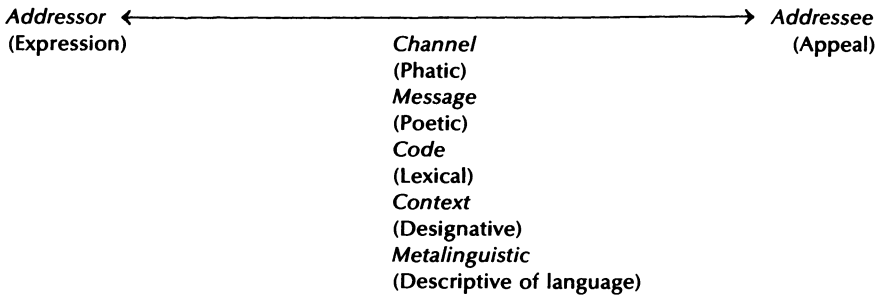 Addressor Addressee
(Expression) Channel (Appeal)
(Phatic)
Message
(Poetic)
Code
(Lexical)
Context
(Designative)
Metalinguistic
(Descriptive of language)